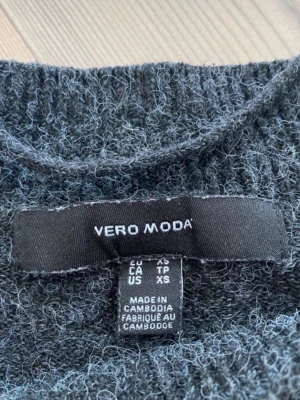 VERO MODA
EU XS
CA TP
US XS
MADE IN
CAMBODIA
FABRIQUÉ AU
CAMBODGE